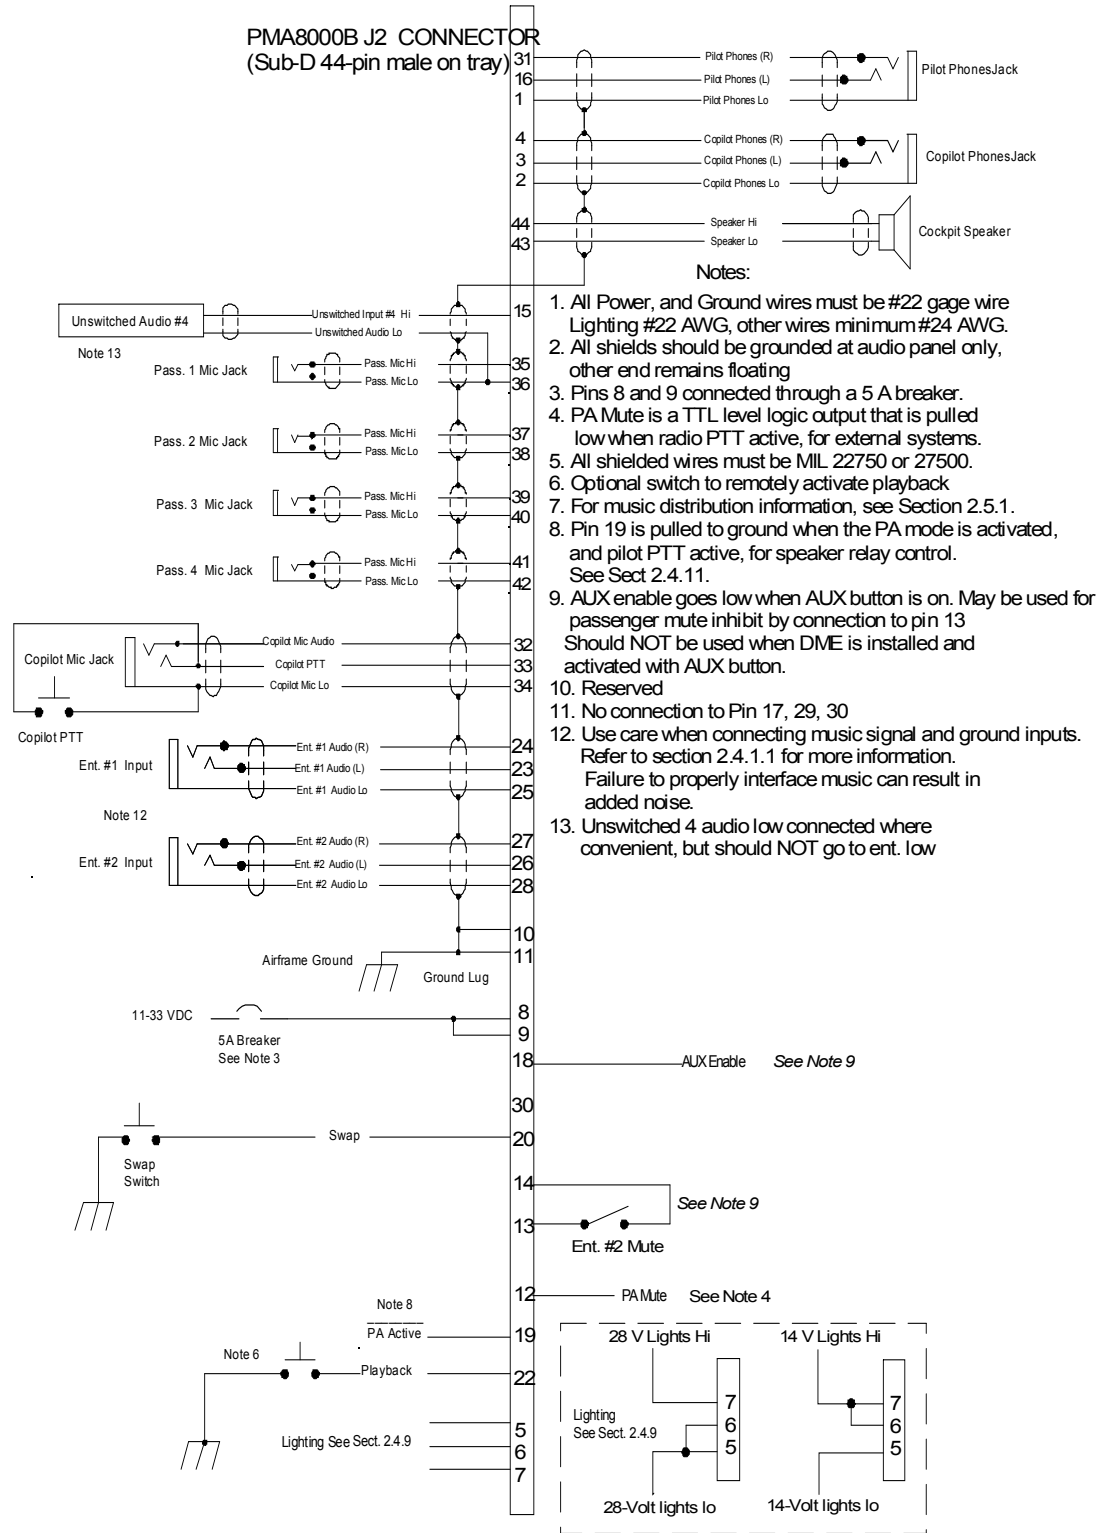 PMA8000B J2 CONNECTOR
(Sub-D 44-pin male on tray)
31
16
1
Pilot Phones (R)
Pilot Phones (L)
Pilot Phones Lo
Pilot PhonesJack
4
3
2
Copilot Phones (R)
Copilot Phones (L)
Copilot Phones Lo
Copilot PhonesJack
44
43
Speaker Hi
Speaker Lo
Cockpit Speaker
Unswitched Audio #4
Note 13
Unswitched Input #4 Hi
Unswitched Audio Lo
15
Pass. 1 Mic Jack
Pass. Mic Hi
Pass. Mic Lo
35
36
Pass. 2 Mic Jack
Pass. Mic Hi
Pass. Mic Lo
37
38
Pass. 3 Mic Jack
Pass. Mic Hi
Pass. Mic Lo
39
40
Pass. 4 Mic Jack
Pass. Mic Hi
Pass. Mic Lo
41
42
Copilot Mic Jack
Copilot PTT
Copilot Mic Audio
Copilot PTT
Copilot Mic Lo
32
33
34
Ent. #1 Input
Ent. #1 Audio (R)
Ent. #1 Audio (L)
Ent. #1 Audio Lo
24
23
25
Note 12
Ent. #2 Input
Ent. #2 Audio (R)
Ent. #2 Audio (L)
Ent. #2 Audio Lo
27
26
28
10
11
Airframe Ground
Ground Lug
11-33 VDC
5A Breaker
See Note 3
8
9
18
AUX Enable
See Note 9
30
20
Swap
Swap
Switch
14
13
See Note 9
Ent. #2 Mute
12
PA Mute
See Note 4
Note 8
PA Active
19
Note 6
Playback
22
Lighting See Sect. 2.4.9
5
6
7
Notes:
1. All Power, and Ground wires must be #22 gage wire
Lighting #22 AWG, other wires minimum #24 AWG.
2. All shields should be grounded at audio panel only,
other end remains floating
3. Pins 8 and 9 connected through a 5 A breaker.
4. PA Mute is a TTL level logic output that is pulled
low when radio PTT active, for external systems.
5. All shielded wires must be MIL 22750 or 27500.
6. Optional switch to remotely activate playback
7. For music distribution information, see Section 2.5.1.
8. Pin 19 is pulled to ground when the PA mode is activated,
and pilot PTT active, for speaker relay control.
See Sect 2.4.11.
9. AUX enable goes low when AUX button is on. May be used for
passenger mute inhibit by connection to pin 13
Should NOT be used when DME is installed and
activated with AUX button.
10. Reserved
11. No connection to Pin 17, 29, 30
12. Use care when connecting music signal and ground inputs.
Refer to section 2.4.1.1 for more information.
Failure to properly interface music can result in
added noise.
13. Unswitched 4 audio low connected where
convenient, but should NOT go to ent. low
28 V Lights Hi
14 V Lights Hi
Lighting
See Sect. 2.4.9
7
6
5
7
6
5
28-Volt lights lo
14-Volt lights lo